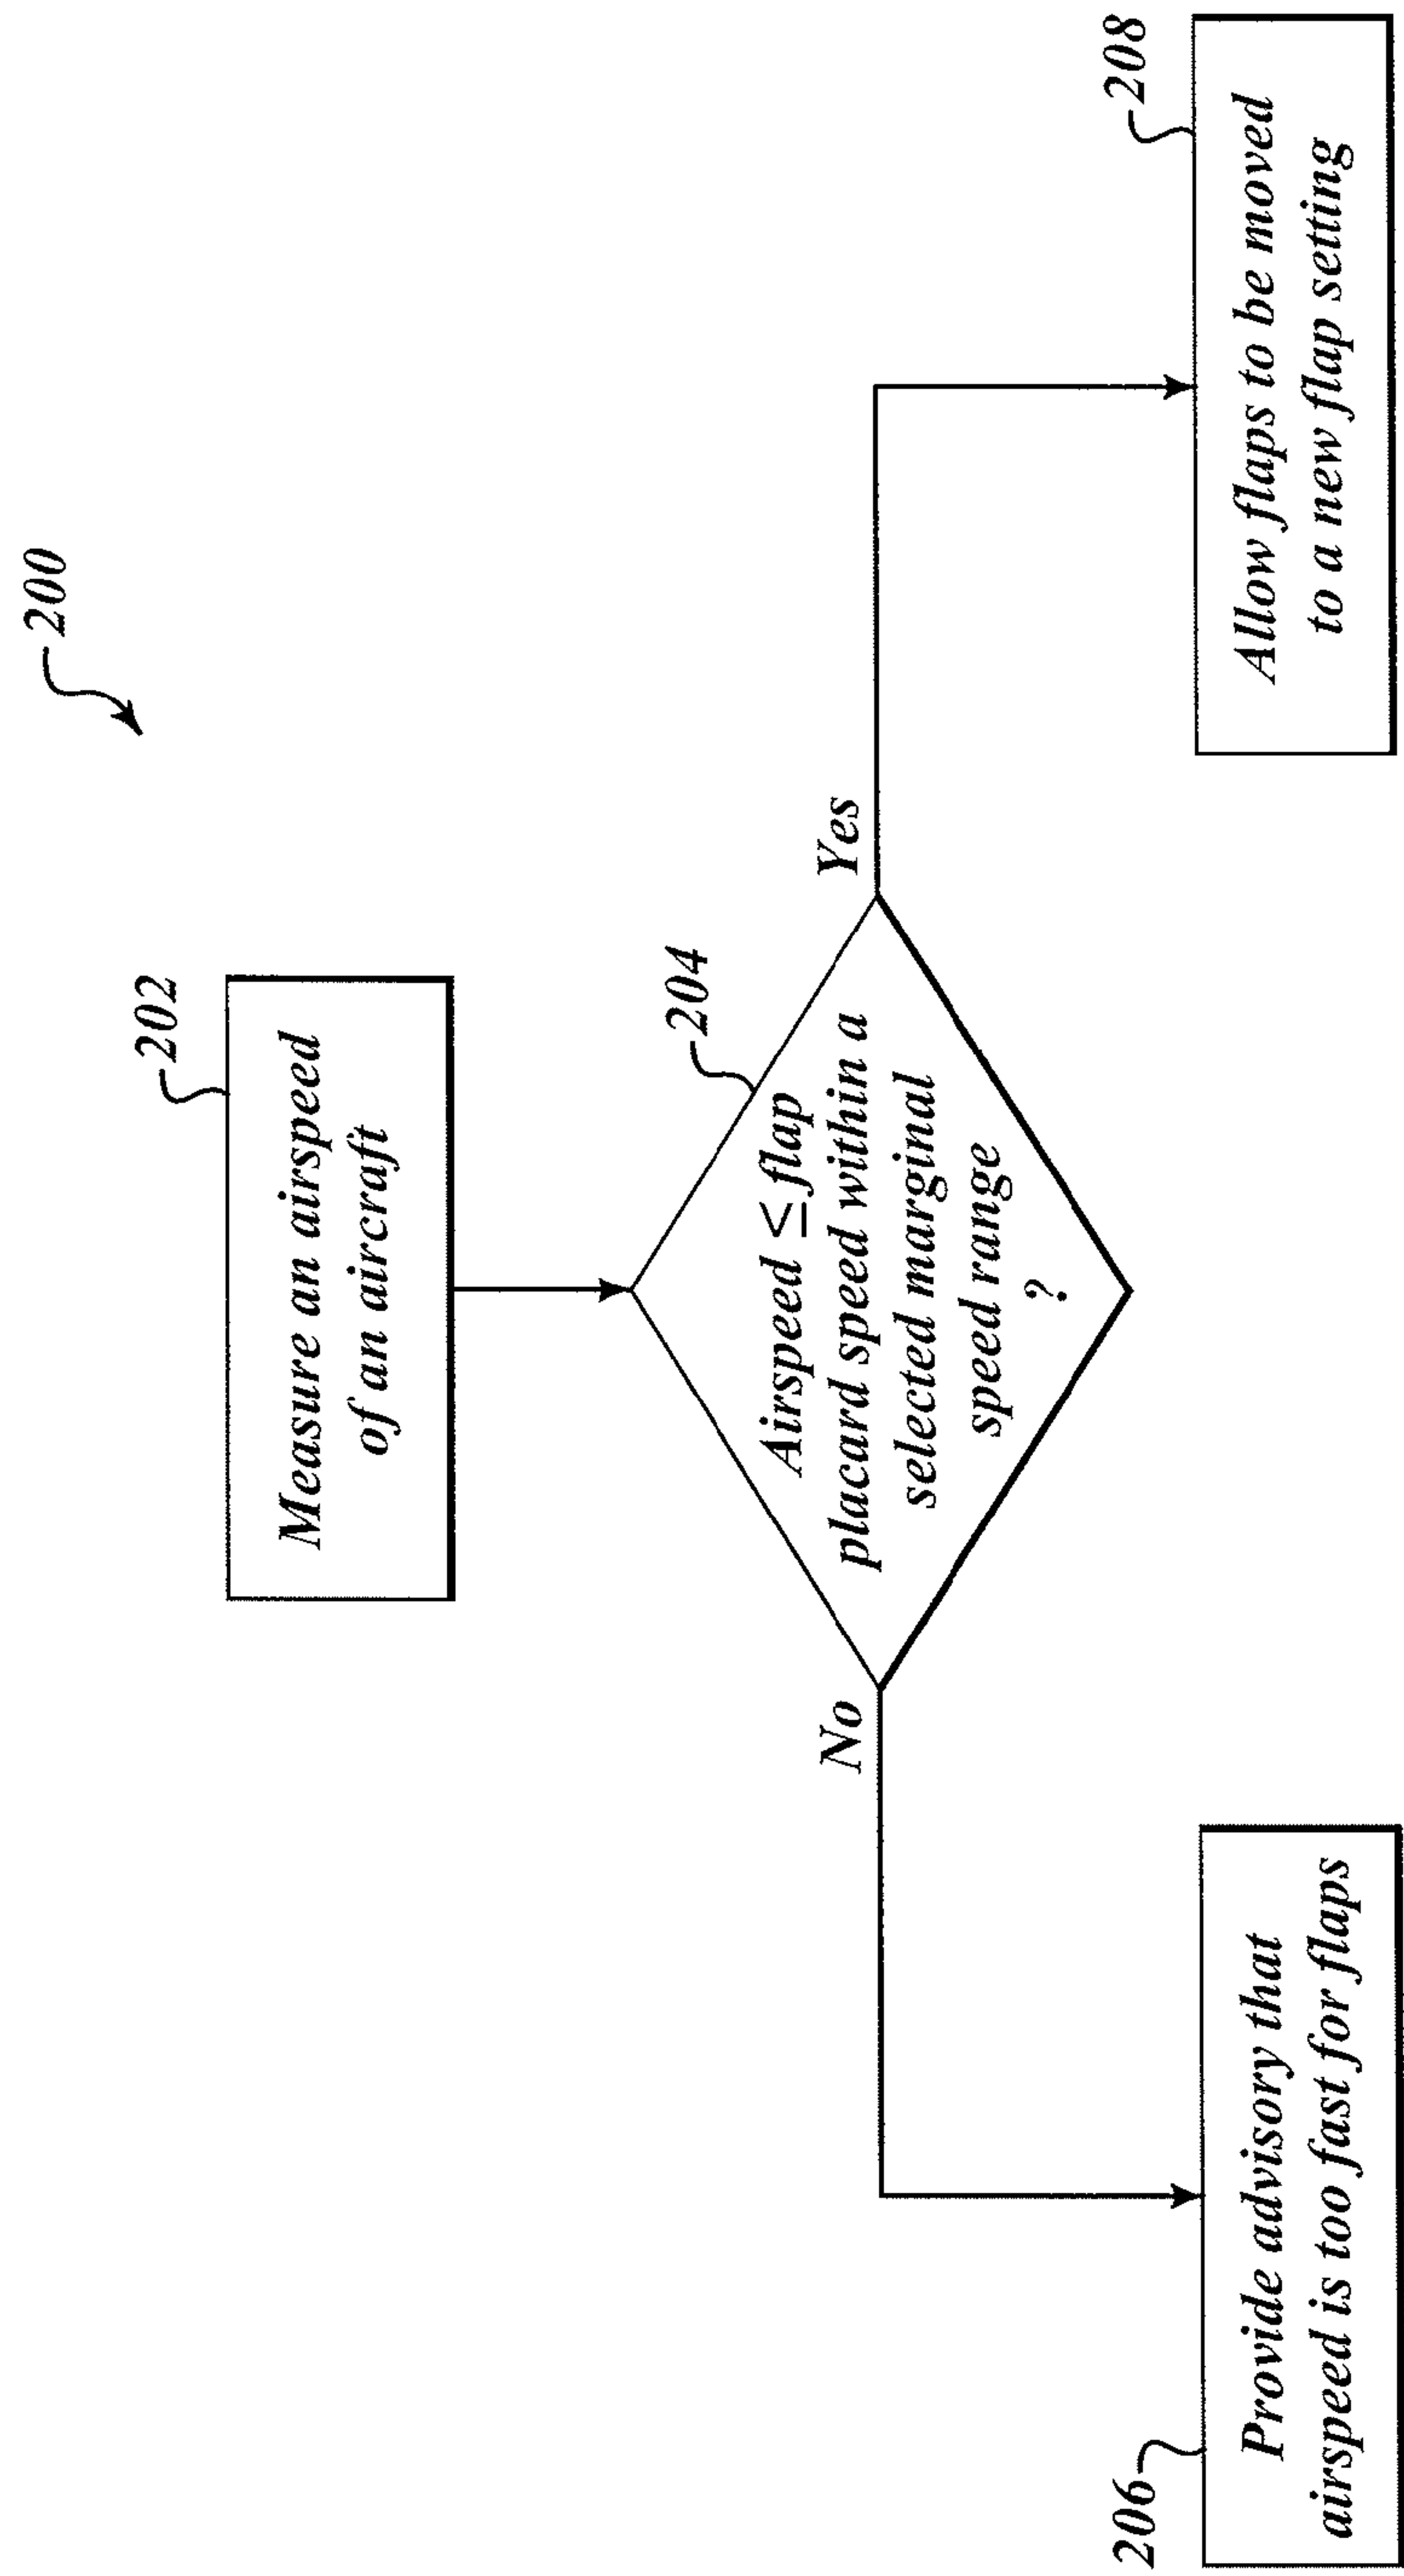 200
202
Measure an airspeed
of an aircraft
204
Airspeed ≤ flap
placard speed within a
selected marginal
speed range
?
No
Yes
206
Provide advisory that
airspeed is too fast for flaps
208
Allow flaps to be moved
to a new flap setting